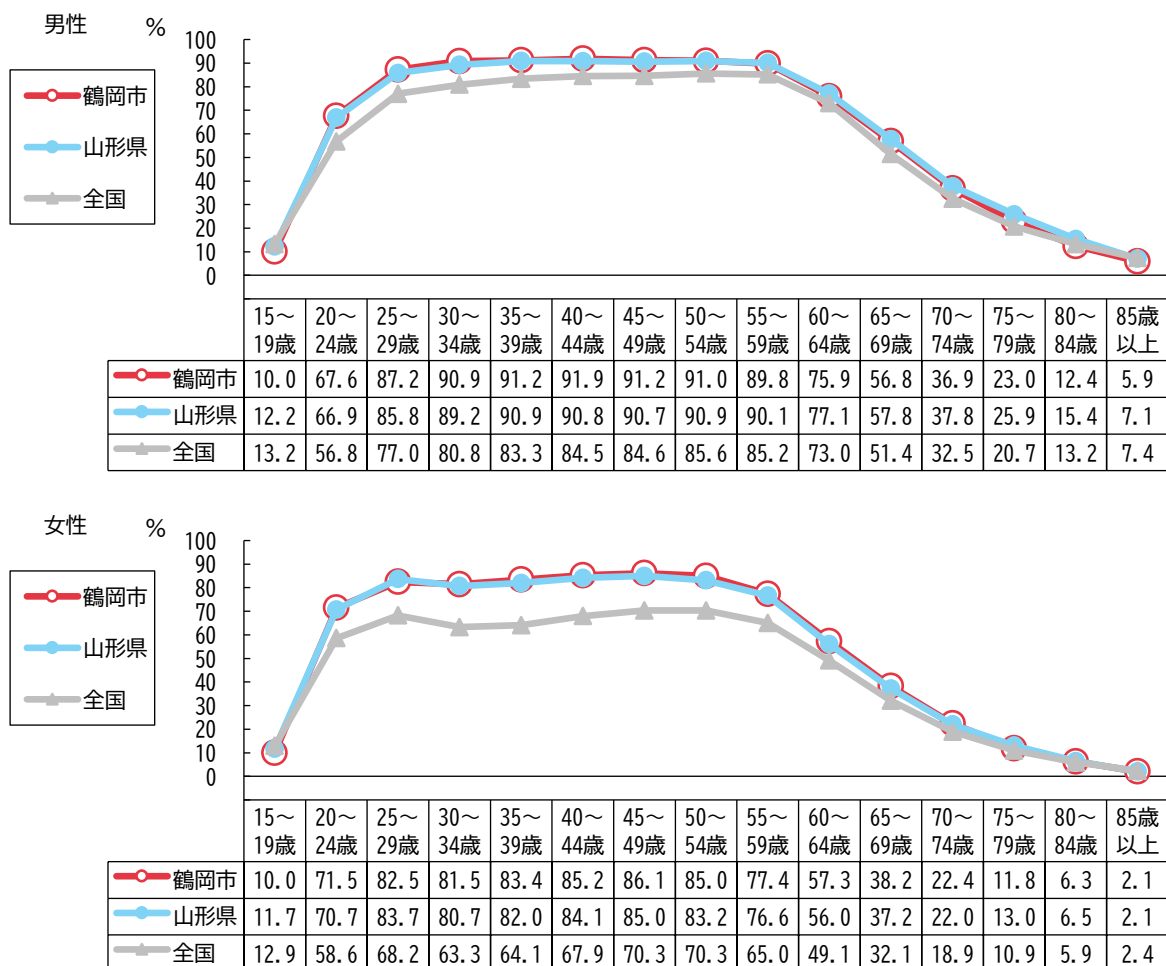 男性
%
100
90
80
70
60
50
40
30
20
10
0
鶴岡市
山形県
全国
15～19歳 20～24歳 25～29歳 30～34歳 35～39歳 40～44歳 45～49歳 50～54歳 55～59歳 60～64歳 65～69歳 70～74歳 75～79歳 80～84歳 85歳以上
鶴岡市 10.0 67.6 87.2 90.9 91.2 91.9 91.2 91.0 89.8 75.9 56.8 36.9 23.0 12.4 5.9
山形県 12.2 66.9 85.8 89.2 90.9 90.8 90.7 90.9 90.1 77.1 57.8 37.8 25.9 15.4 7.1
全国 13.2 56.8 77.0 80.8 83.3 84.5 84.6 85.6 85.2 73.0 51.4 32.5 20.7 13.2 7.4
女性
%
100
90
80
70
60
50
40
30
20
10
0
鶴岡市
山形県
全国
15～19歳 20～24歳 25～29歳 30～34歳 35～39歳 40～44歳 45～49歳 50～54歳 55～59歳 60～64歳 65～69歳 70～74歳 75～79歳 80～84歳 85歳以上
鶴岡市 10.0 71.5 82.5 81.5 83.4 85.2 86.1 85.0 77.4 57.3 38.2 22.4 11.8 6.3 2.1
山形県 11.7 70.7 83.7 80.7 82.0 84.1 85.0 83.2 76.6 56.0 37.2 22.0 13.0 6.5 2.1
全国 12.9 58.6 68.2 63.3 64.1 67.9 70.3 70.3 65.0 49.1 32.1 18.9 10.9 5.9 2.4